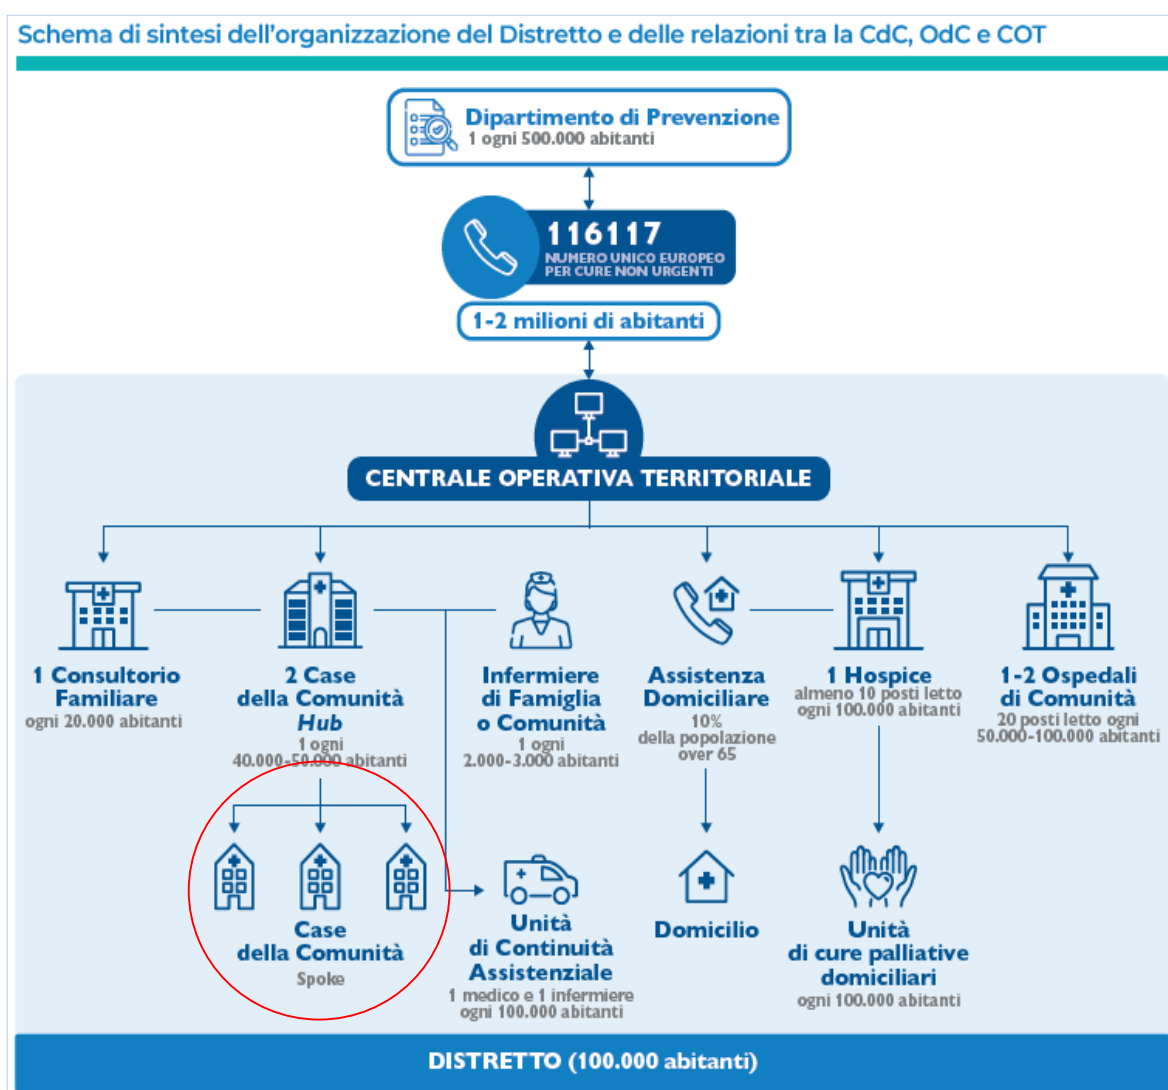 Schema di sintesi dell'organizzazione del Distretto e delle relazioni tra la CdC, OdC e COT
Dipartimento di Prevenzione
1 ogni 500.000 abitanti
116117
NUMERO UNICO EUROPEO
PER CURE NON URGENTI
1-2 milioni di abitanti
CENTRALE OPERATIVA TERRITORIALE
1 Consultorio
Familiare
ogni 20.000 abitanti
2 Case
della Comunità
Hub
1 ogni
40.000-50.000 abitanti
Infermiere
di Famiglia
o Comunità
1 ogni
2.000-3.000 abitanti
Assistenza
Domiciliare
10%
della popolazione
over 65
1 Hospice
almeno 10 posti letto
ogni 100.000 abitanti
1-2 Ospedali
di Comunità
20 posti letto ogni
50.000-100.000 abitanti
Case
della Comunità
Spoke
Unità
di Continuità
Assistenziale
1 medico e 1 infermiere
ogni 100.000 abitanti
Domicilio
Unità
di cure palliative
domiciliari
ogni 100.000 abitanti
DISTRETTO (100.000 abitanti)